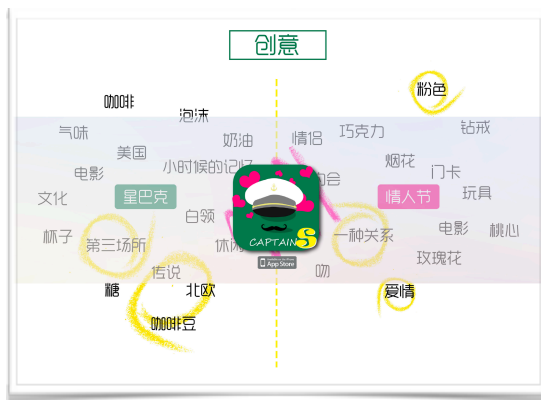 创意
咖啡
泡沫
粉色
气味
奶油
情侣
巧克力
钻戒
美国
小时候的记忆
约会
烟花
门卡
电影
文化
星巴克
白领
情人节
玩具
杯子
第三场所
休闲
一种关系
电影
桃心
CAPTAIN S
App Store
传说
吻
玫瑰花
糖
北欧
爱情
咖啡豆